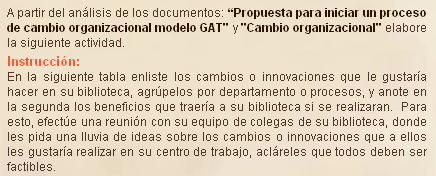 A partir del análisis de los documentos: “Propuesta para iniciar un proceso
de cambio organizacional modelo GAT" y "Cambio organizacional" elabore
la siguiente actividad.
Instrucción:
En la siguiente tabla enliste los cambios o innovaciones que le gustaría
hacer en su biblioteca, agrúpelos por departamento o procesos, y anote en
la segunda los beneficios que traería a su biblioteca si se realizaran. Para
esto, efectúe una reunión con su equipo de colegas de su biblioteca, donde
les pida una lluvia de ideas sobre los cambios o innovaciones que a ellos
les gustaría realizar en su centro de trabajo, acláreles que todos deben ser
factibles.